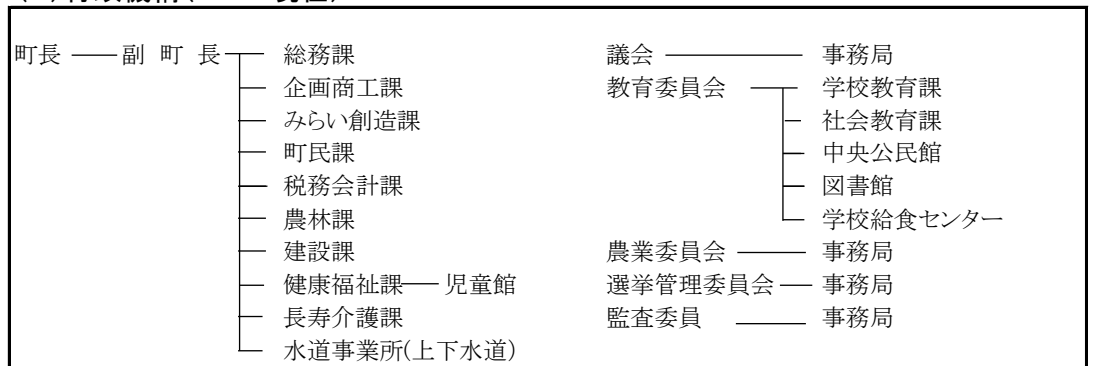 町長 副 町 長 総務課
企画商工課
みらい創造課
町民課
税務会計課
農林課
建設課
健康福祉課 児童館
長寿介護課
水道事業所(上下水道)
議会 事務局
教育委員会 学校教育課
社会教育課
中央公民館
図書館
学校給食センター
農業委員会 事務局
選挙管理委員会 事務局
監査委員 事務局